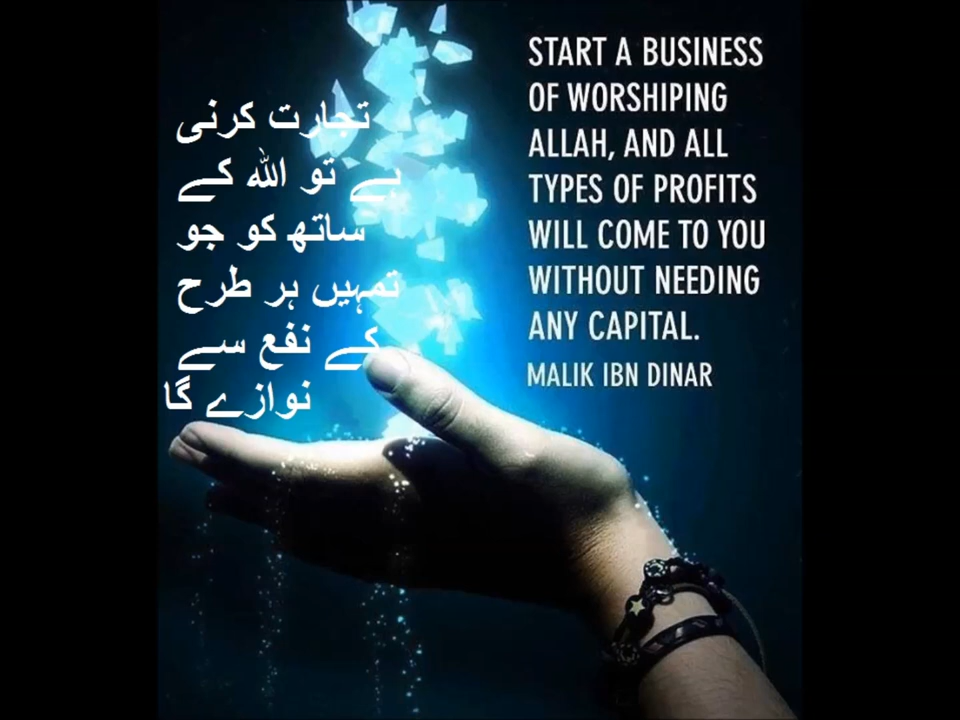 تجارت کرنی
ہے تو اللہ کے
ساتھ کو جو
تمہیں ہر طرح
کے نفع سے
نوازے گا
START A BUSINESS
OF WORSHIPING
ALLAH, AND ALL
TYPES OF PROFITS
WILL COME TO YOU
WITHOUT NEEDING
ANY CAPITAL.
MALIK IBN DINAR